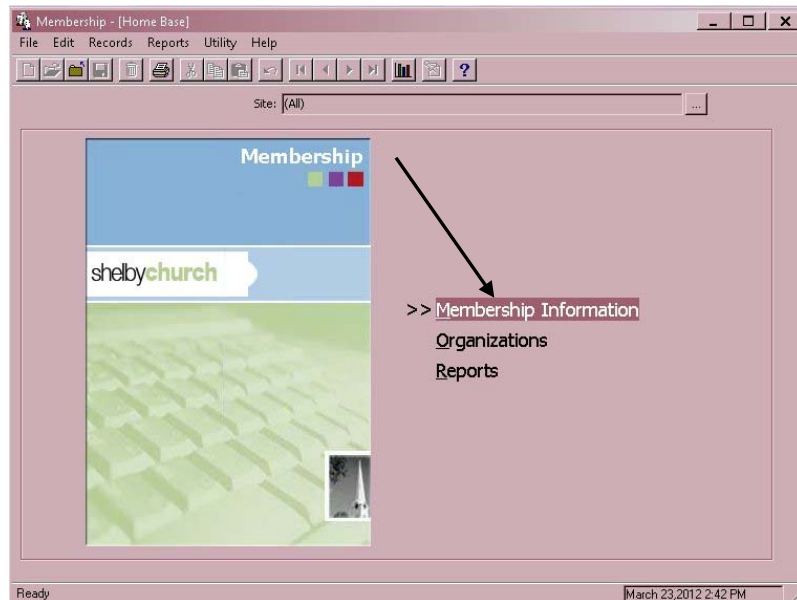 Membership - [Home Base]
File Edit Records Reports Utility Help
?
Site: (All) ...
Membership
shelbychurch
>> Membership Information
Organizations
Reports
Ready March 23,2012 2:42 PM